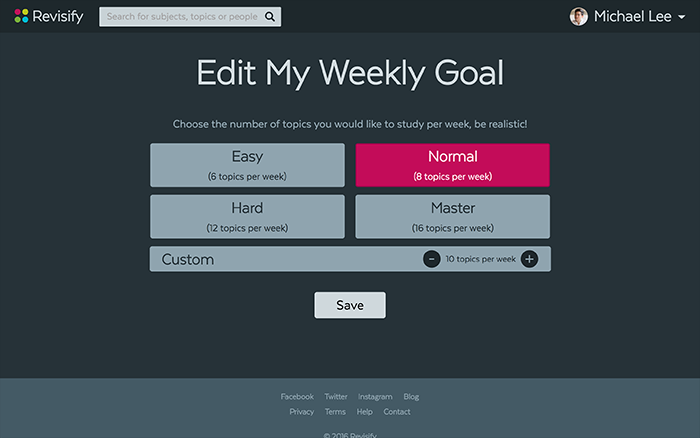 Revisify
Search for subjects, topics or people
Michael Lee
Edit My Weekly Goal
Choose the number of topics you would like to study per week, be realistic!
Easy
(6 topics per week)
Normal
(8 topics per week)
Hard
(12 topics per week)
Master
(16 topics per week)
Custom
- 10 topics per week +
Save
Facebook Twitter Instagram Blog
Privacy Terms Help Contact
© 2016 Revisify